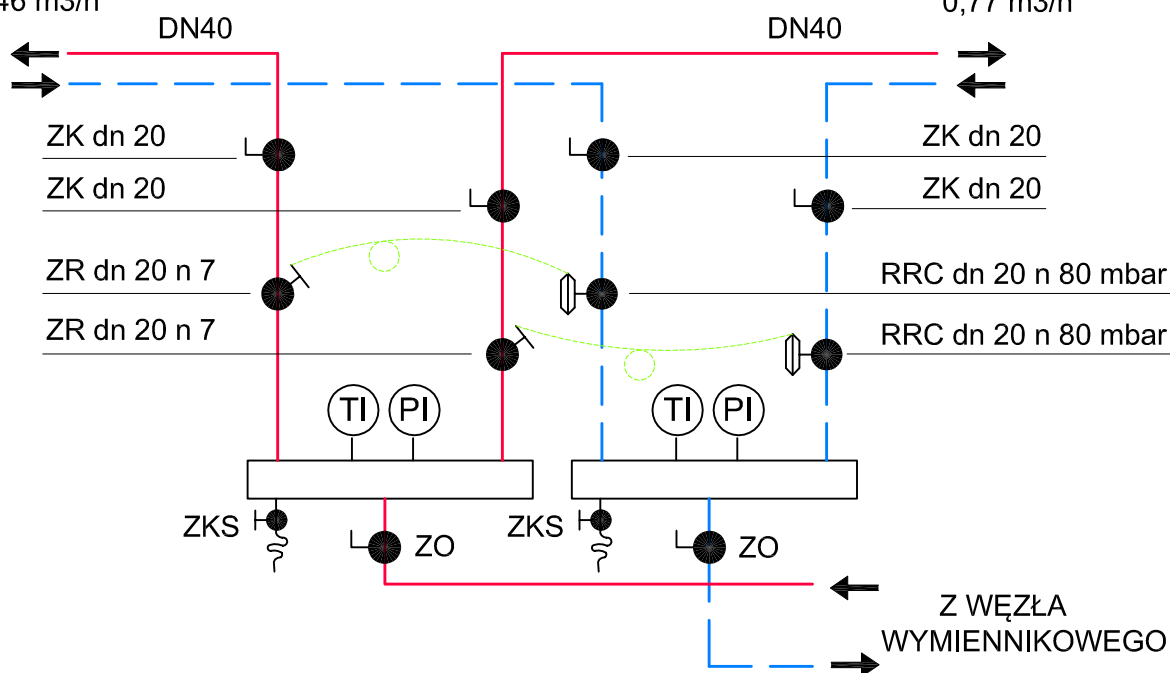 0,77 m3/h
DN40
DN40
ZK dn 20
ZK dn 20
ZK dn 20
ZK dn 20
ZR dn 20 n 7
RRC dn 20 n 80 mbar
ZR dn 20 n 7
RRC dn 20 n 80 mbar
TI
PI
TI
PI
ZKS
ZO
ZKS
ZO
Z WĘZŁA
WYMIENNIKOWEGO